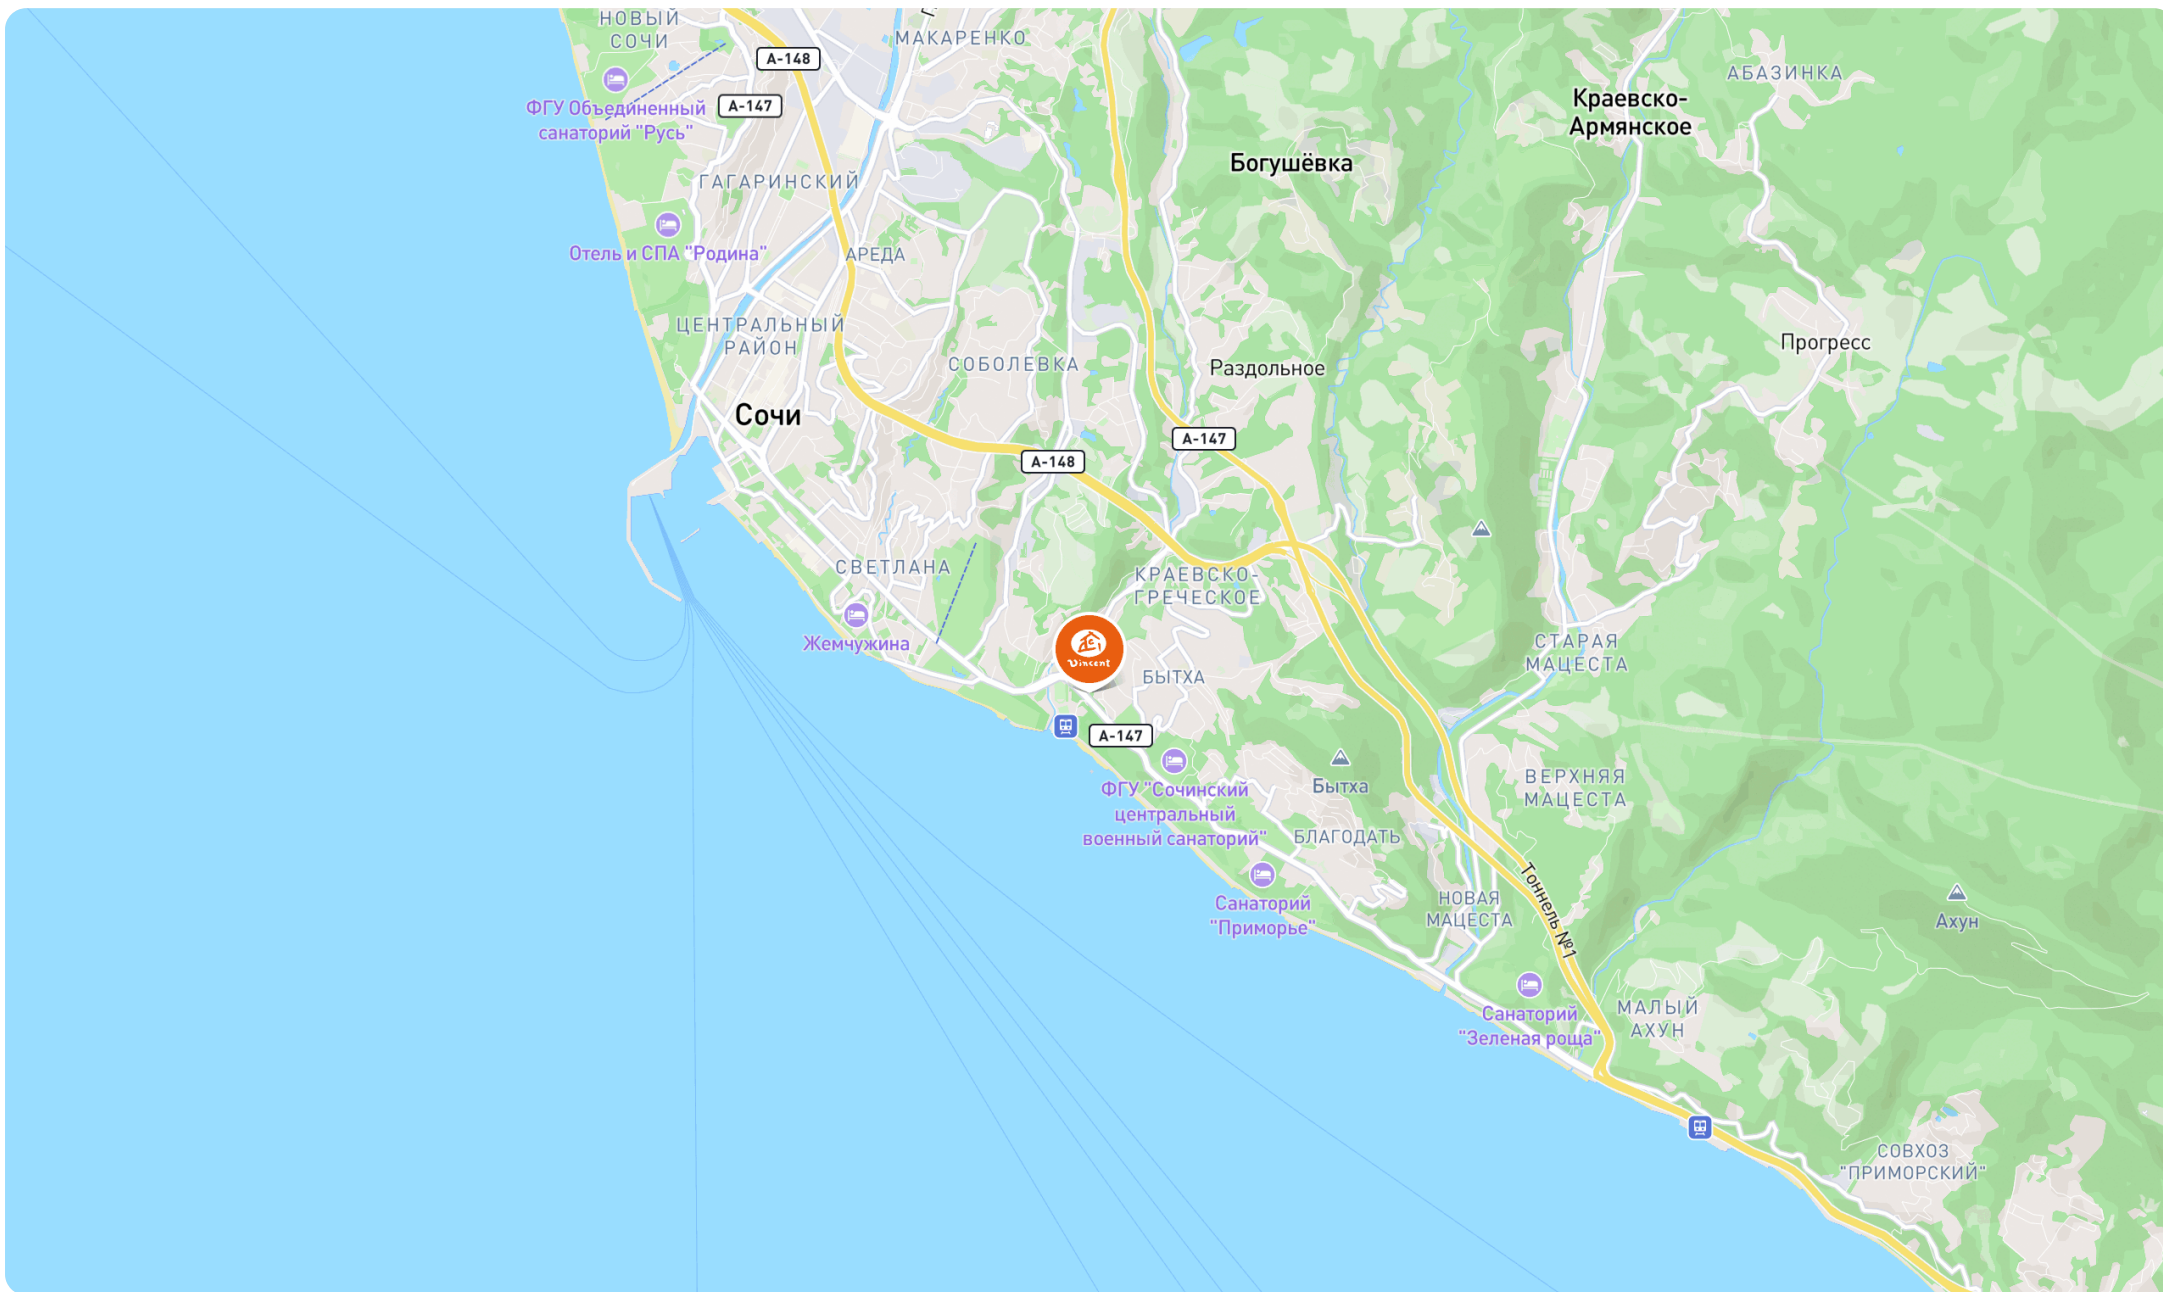 НОВЫЙ
СОЧИ
МАКАРЕНКО
А-148
АБАЗИНКА
ФГУ Объединенный
санаторий "Русь"
А-147
Краевско-
Армянское
Богушёвка
ГАГАРИНСКИЙ
Отель и СПА "Родина"
АРЕДА
ЦЕНТРАЛЬНЫЙ
РАЙОН
Прогресс
СОБОЛЕВКА
Раздольное
Сочи
А-147
А-148
СВЕТЛАНА
КРАЕВСКО-
ГРЕЧЕСКОЕ
Жемчужина
Vincent
СТАРАЯ
МАЦЕСТА
БЫТХА
А-147
ФГУ "Сочинский
центральный
военный санаторий"
Бытха
ВЕРХНЯЯ
МАЦЕСТА
БЛАГОДАТЬ
Санаторий
"Приморье"
НОВАЯ
МАЦЕСТА
Тоннель №1
Ахун
Санаторий
"Зеленая роща"
МАЛЫЙ
АХУН
СОВХОЗ
"ПРИМОРСКИЙ"